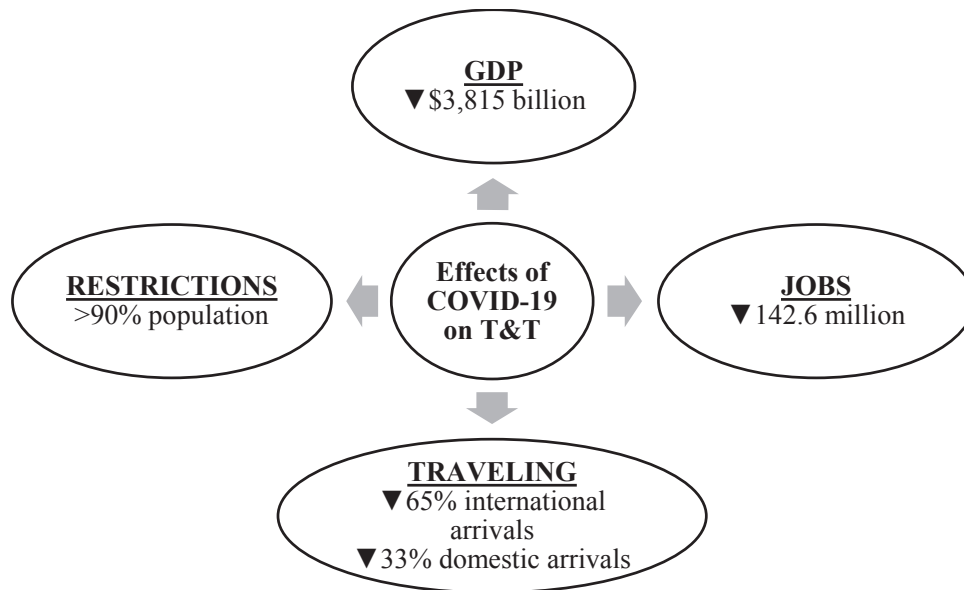 GDP
▼$3,815 billion
RESTRICTIONS
>90% population
Effects of
COVID-19
on T&T
JOBS
▼142.6 million
TRAVELING
▼65% international
arrivals
▼33% domestic arrivals